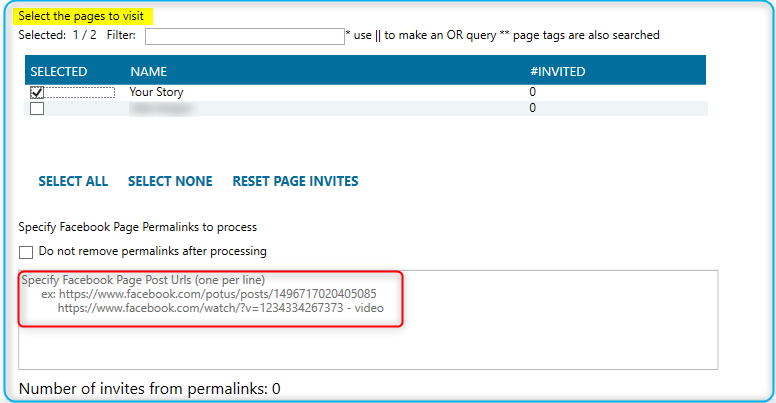 Select the pages to visit
Selected: 1 / 2 Filter: * use || to make an OR query ** page tags are also searched
SELECTED NAME #INVITED
Your Story 0
0
SELECT ALL SELECT NONE RESET PAGE INVITES
Specify Facebook Page Permalinks to process
Do not remove permalinks after processing
Specify Facebook Page Post Urls (one per line)
ex: https://www.facebook.com/potus/posts/1496717020405085
https://www.facebook.com/watch/?v=1234334267373 - video
Number of invites from permalinks: 0